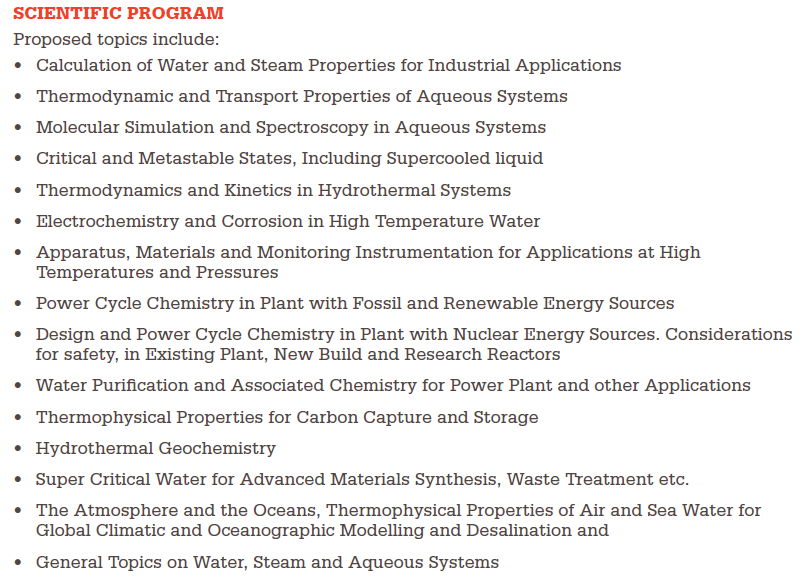 SCIENTIFIC PROGRAM
Proposed topics include:
• Calculation of Water and Steam Properties for Industrial Applications
• Thermodynamic and Transport Properties of Aqueous Systems
• Molecular Simulation and Spectroscopy in Aqueous Systems
• Critical and Metastable States, Including Supercooled liquid
• Thermodynamics and Kinetics in Hydrothermal Systems
• Electrochemistry and Corrosion in High Temperature Water
• Apparatus, Materials and Monitoring Instrumentation for Applications at High
Temperatures and Pressures
• Power Cycle Chemistry in Plant with Fossil and Renewable Energy Sources
• Design and Power Cycle Chemistry in Plant with Nuclear Energy Sources. Considerations
for safety, in Existing Plant, New Build and Research Reactors
• Water Purification and Associated Chemistry for Power Plant and other Applications
• Thermophysical Properties for Carbon Capture and Storage
• Hydrothermal Geochemistry
• Super Critical Water for Advanced Materials Synthesis, Waste Treatment etc.
• The Atmosphere and the Oceans, Thermophysical Properties of Air and Sea Water for
Global Climatic and Oceanographic Modelling and Desalination and
• General Topics on Water, Steam and Aqueous Systems